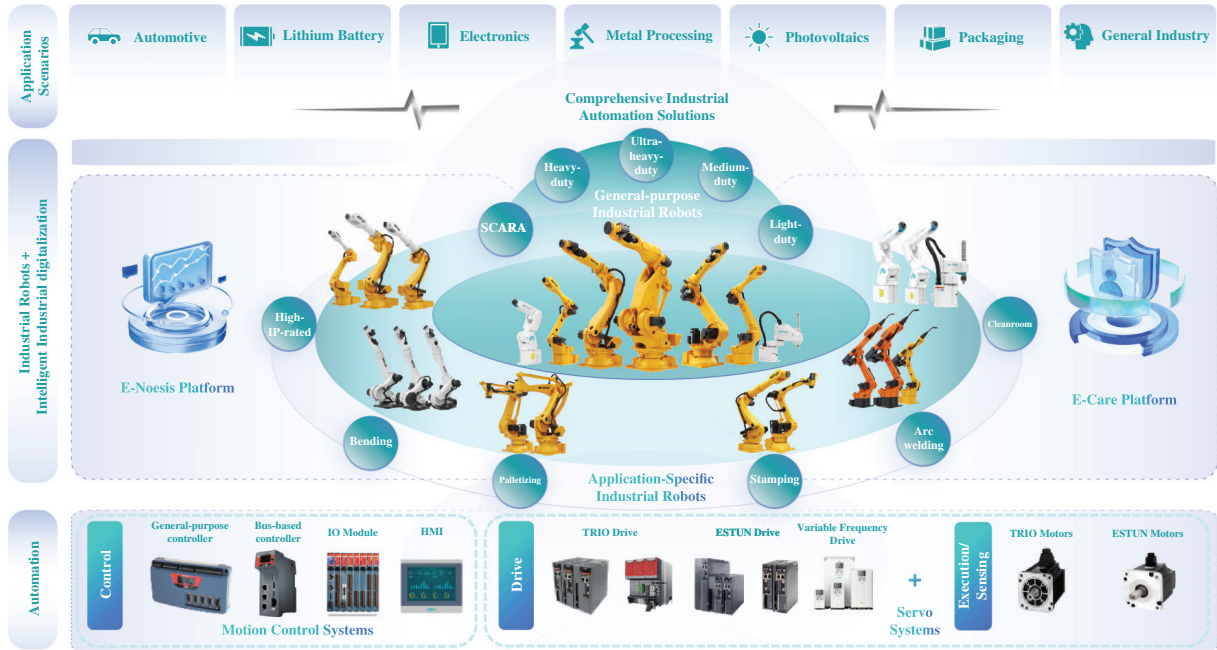 Application
Scenarios
Automotive
Lithium Battery
Electronics
Metal Processing
Photovoltaics
Packaging
General Industry
Comprehensive Industrial
Automation Solutions
Industrial Robots +
Intelligent Industrial digitalization
Ultra-
heavy-
duty
Heavy-
duty
Medium-
duty
General-purpose
Industrial Robots
SCARA
Light-
duty
High-
IP-rated
Cleanroom
E-Noesis Platform
E-Care Platform
Bending
Arc
welding
Palletizing
Stamping
Application-Specific
Industrial Robots
Automation
Control
General-purpose
controller
Bus-based
controller
IO Module
HMI
Motion Control Systems
Drive
TRIO Drive
ESTUN Drive
Variable Frequency
Drive
+
Servo
Systems
Execution/
Sensing
TRIO Motors
ESTUN Motors